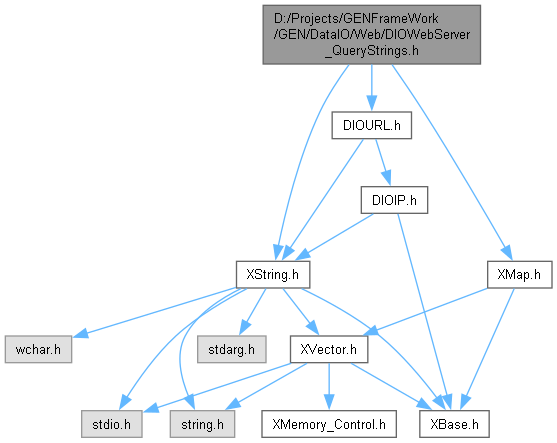 D:/Projects/GENFrameWork
/GEN/DataIO/Web/DIOWebServer
_QueryStrings.h
DIOURL.h
DIOIP.h
XString.h
XMap.h
wchar.h
stdarg.h
XVector.h
stdio.h
string.h
XMemory_Control.h
XBase.h